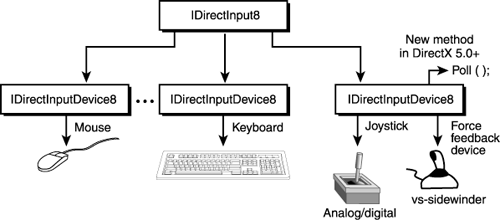 IDirectInput8
New method
in DirectX 5.0+
Poll ( );
IDirectInputDevice8
IDirectInputDevice8
IDirectInputDevice8
Mouse
Keyboard
Joystick
Force
feedback
device
Analog/digital
vs-sidewinder